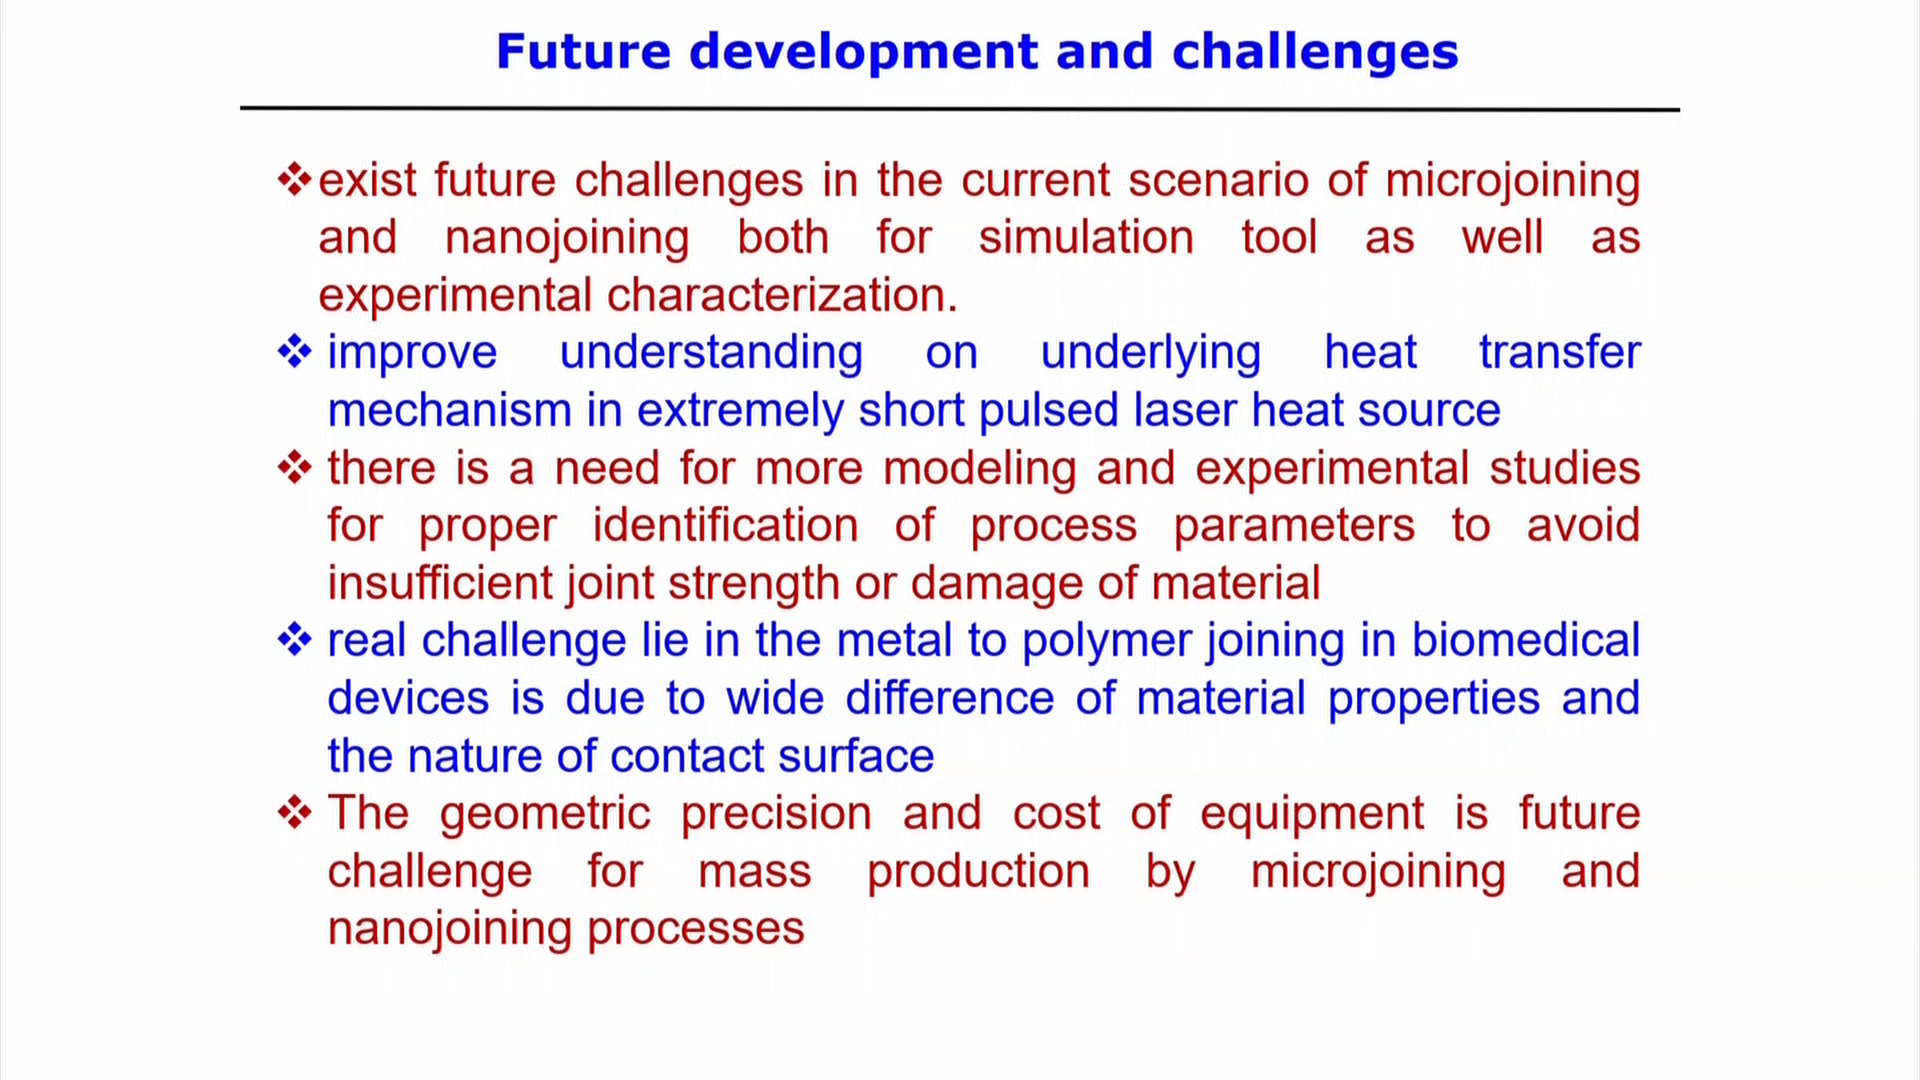 Future development and challenges
❖exist future challenges in the current scenario of microjoining
and nanojoining both for simulation tool as well as
experimental characterization.
❖ improve understanding on underlying heat transfer
mechanism in extremely short pulsed laser heat source
❖ there is a need for more modeling and experimental studies
for proper identification of process parameters to avoid
insufficient joint strength or damage of material
❖ real challenge lie in the metal to polymer joining in biomedical
devices is due to wide difference of material properties and
the nature of contact surface
❖ The geometric precision and cost of equipment is future
challenge for mass production by microjoining and
nanojoining processes